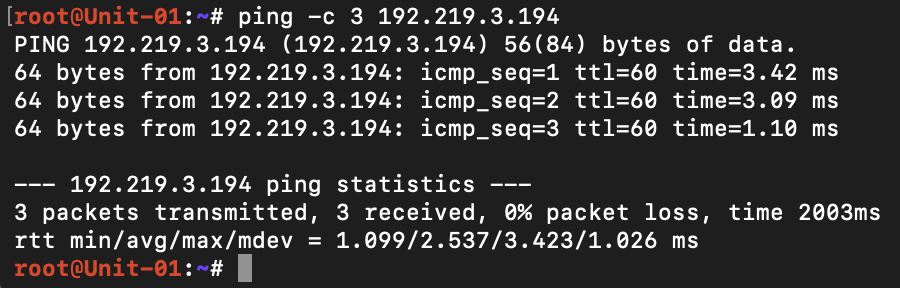 [root@Unit-01:~# ping -c 3 192.219.3.194
PING 192.219.3.194 (192.219.3.194) 56(84) bytes of data.
64 bytes from 192.219.3.194: icmp_seq=1 ttl=60 time=3.42 ms
64 bytes from 192.219.3.194: icmp_seq=2 ttl=60 time=3.09 ms
64 bytes from 192.219.3.194: icmp_seq=3 ttl=60 time=1.10 ms

--- 192.219.3.194 ping statistics ---
3 packets transmitted, 3 received, 0% packet loss, time 2003ms
rtt min/avg/max/mdev = 1.099/2.537/3.423/1.026 ms
root@Unit-01:~#